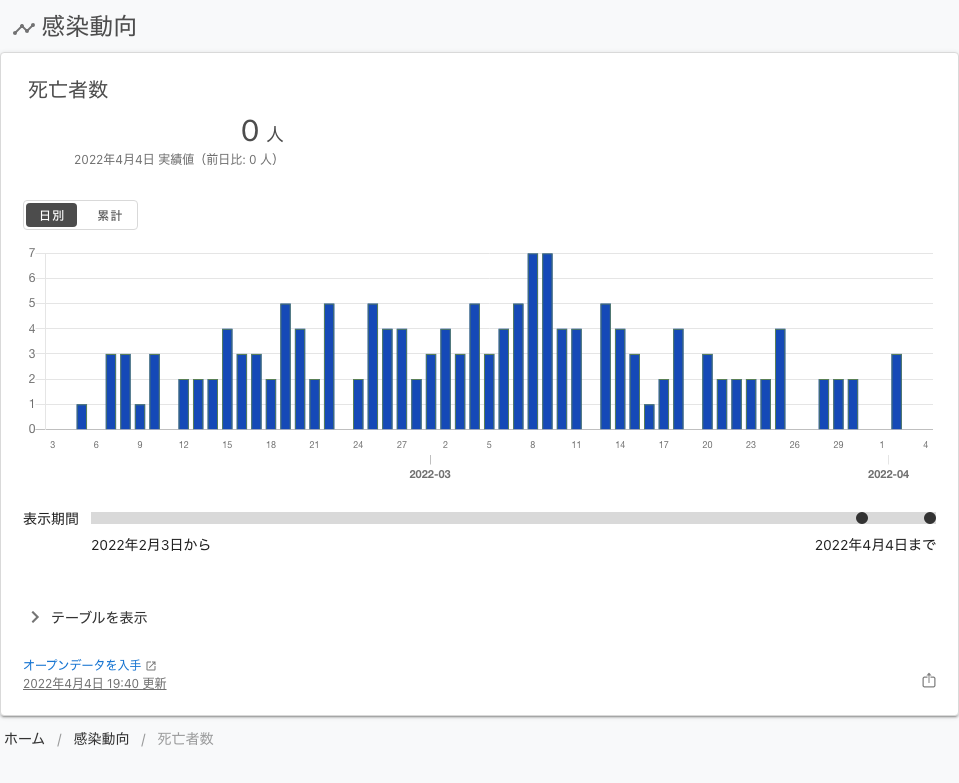 感染動向
死亡者数
0 人
2022年4月4日 実績値（前日比: 0 人）
日別 累計
7
6
5
4
3
2
1
0
3 6 9 12 15 18 21 24 27 2 5 8 11 14 17 20 23 26 29 1 4
2022-03 2022-04
表示期間
2022年2月3日から 2022年4月4日まで
テーブルを表示
オープンデータを入手
2022年4月4日 19:40 更新
ホーム / 感染動向 / 死亡者数